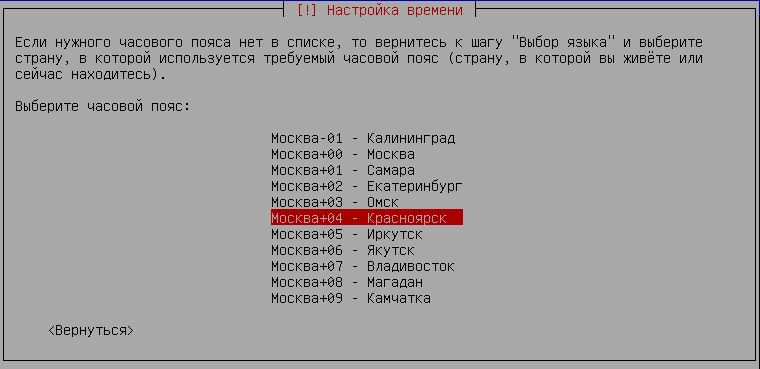 [!] Настройка времени
Если нужного часового пояса нет в списке, то вернитесь к шагу "Выбор языка" и выберите
страну, в которой используется требуемый часовой пояс (страну, в которой вы живёте или
сейчас находитесь).
Выберите часовой пояс:
Москва-01 - Калининград
Москва+00 - Москва
Москва+01 - Самара
Москва+02 - Екатеринбург
Москва+03 - Омск
Москва+04 - Красноярск
Москва+05 - Иркутск
Москва+06 - Якутск
Москва+07 - Владивосток
Москва+08 - Магадан
Москва+09 - Камчатка
<Вернуться>